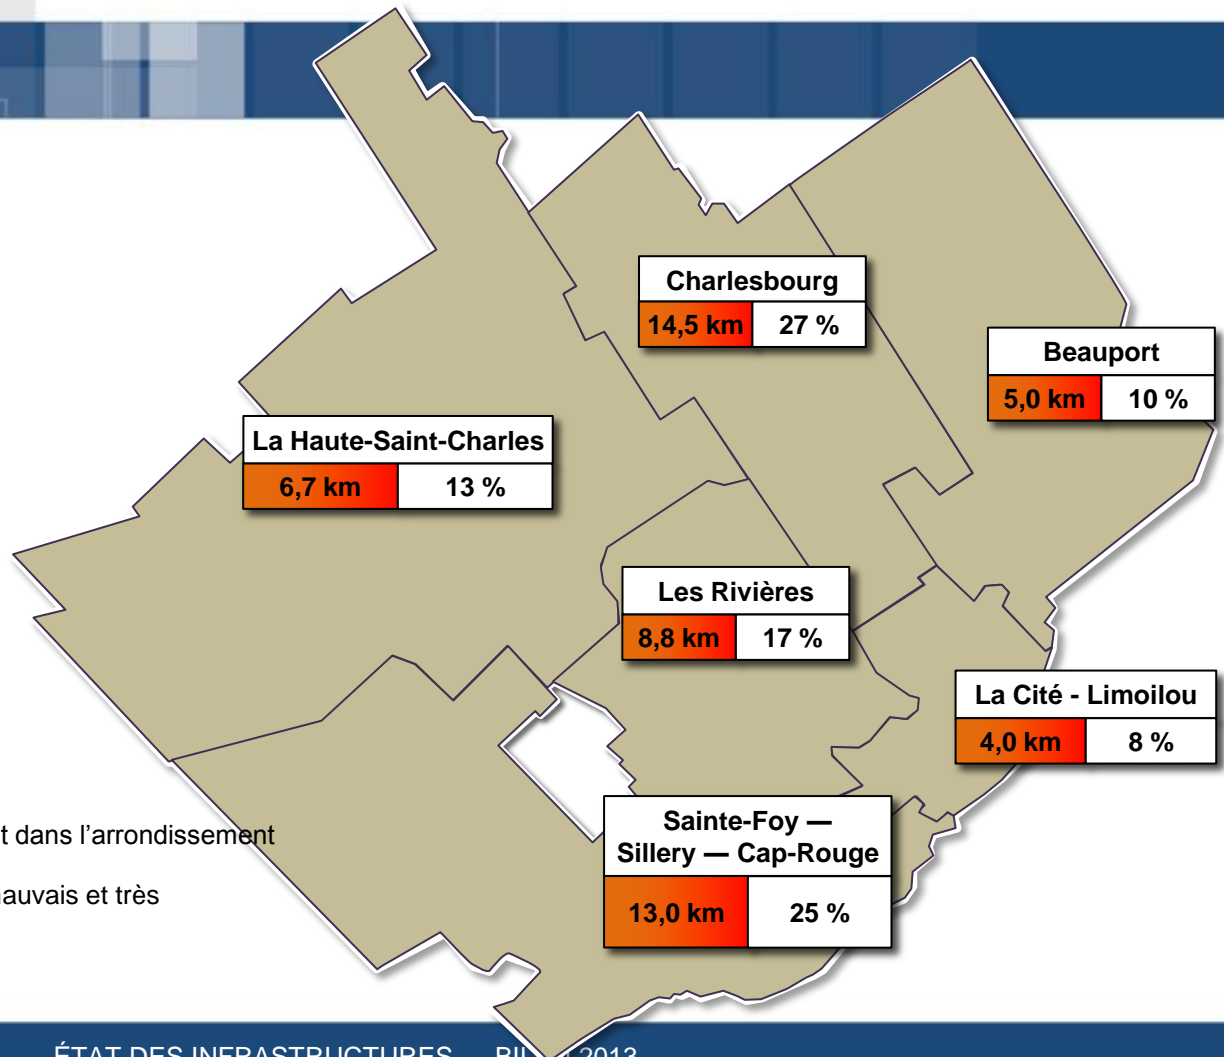 Charlesbourg
14,5 km 27 %
Beauport
5,0 km 10 %
La Haute-Saint-Charles
6,7 km 13 %
Les Rivières
8,8 km 17 %
La Cité - Limoilou
4,0 km 8 %
Sainte-Foy —
Sillery — Cap-Rouge
13,0 km 25 %
t dans l’arrondissement
auvais et très
ÉTAT DES INFRASTRUCTURES 2013